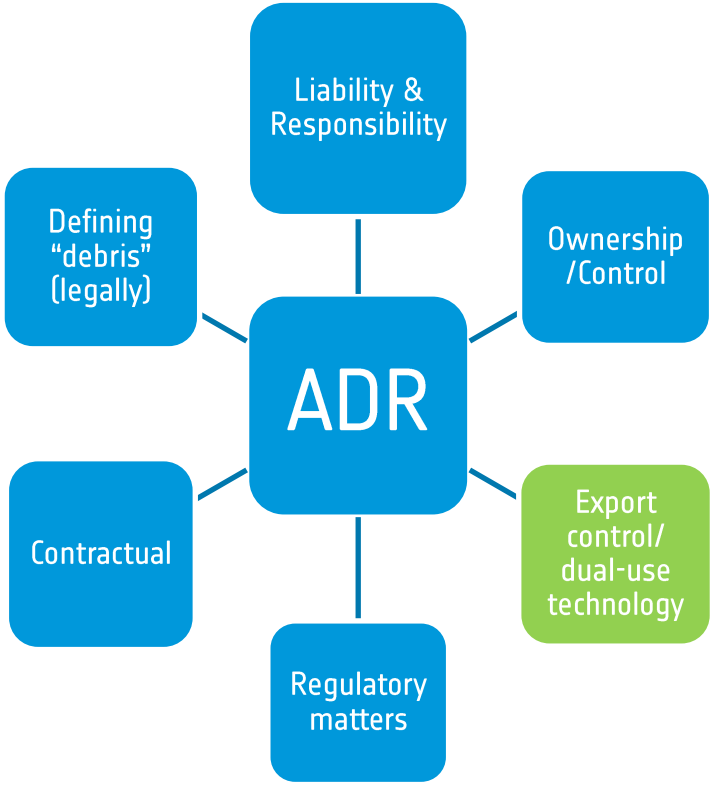 Liability &
Responsibility
Defining
“debris”
(legally)
Ownership
/Control
ADR
Contractual
Export
control/
dual-use
technology
Regulatory
matters